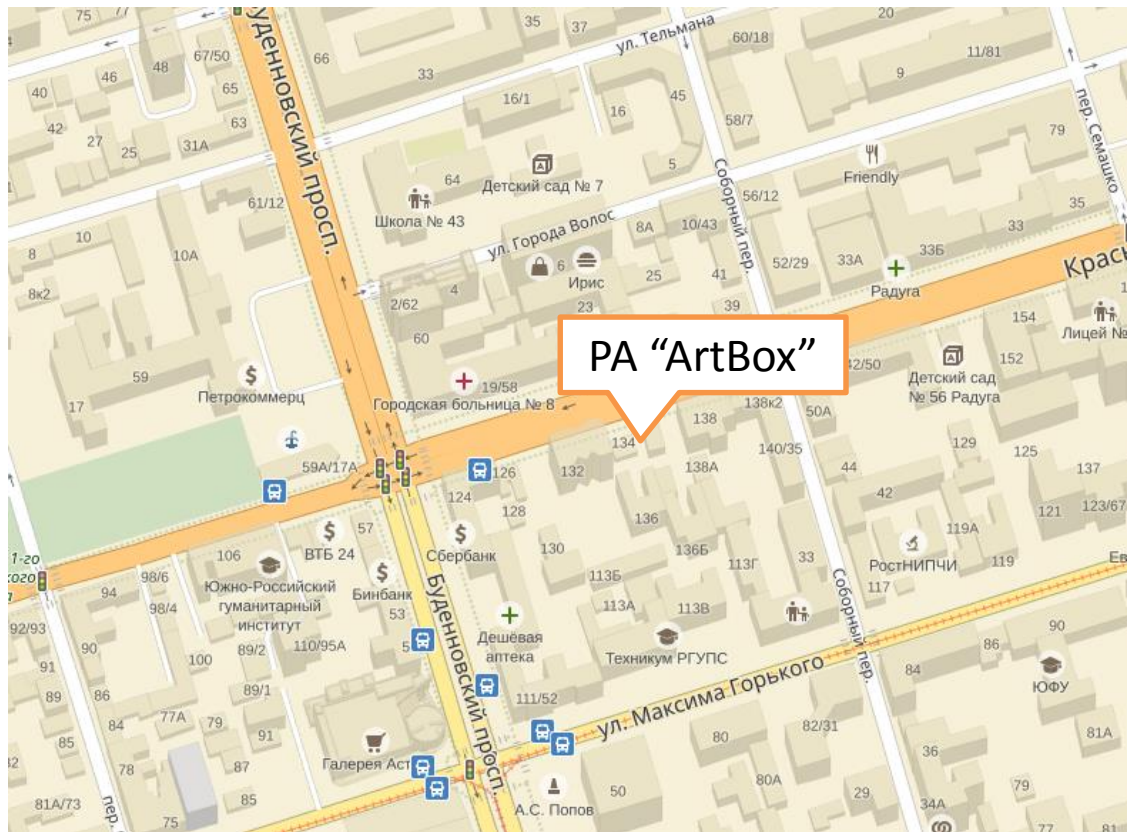 75
77
35
37
20
67/50
66
ул. Тельмана
60/18
11/81
48
46
33
9
40
65
16/1
45
Буденновский просп.
пер. Семашко
42
63
16
58/7
27
31А
25
79
5
Friendly
64
Детский сад № 7
Соборный пер.
61/12
56/12
Школа № 43
35
ул. Города Волос
8А
10/43
33
10
8
10А
6
33Б
52/29
33А
25
41
Ирис
Радуга
8к2
2/62
4
23
39
154
60
РА “ArtBox”
Лицей №
59
Петрокоммерц
19/58
Городская больница № 8
152
Детский сад
№ 56 Радуга
17
138к2
50А
138
134
129
140/35
125
59А/17А
126
132
138А
44
137
124
128
42
121
123/67
57
136
119А
ВТБ 24
Сбербанк
106
130
136Б
РостНИПЧИ
119
94
98/6
Южно-Российский
гуманитарный
институт
Бинбанк
113Б
113Г
33
117
98/4
53
113А
113В
92/93
Буденновский просп.
Дешёвая
аптека
Соборный пер.
90
86
90
100
89/2
110/95А
Техникум РГУПС
91
84
ЮФУ
89
86
89/1
111/52
ул. Максима Горького
84
77А
79
91
82/31
81А
85
80
36
78
87
Галерея Аст
80А
79
81А/73
85
А.С. Попов
50
29
34А
75
пер.
77
81